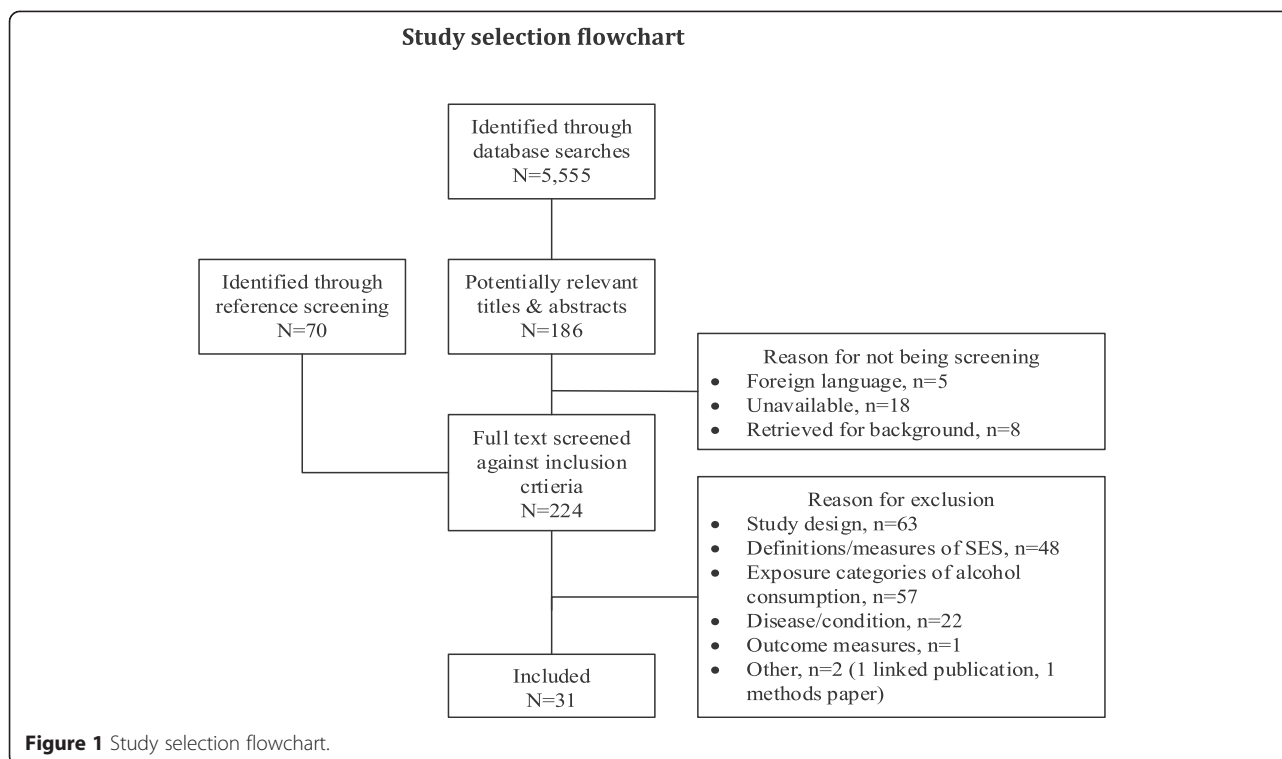 Study selection flowchart
Identified through
database searches
N=5,555
Identified through
reference screening
N=70
Potentially relevant
titles & abstracts
N=186
Reason for not being screening
• Foreign language, n=5
• Unavailable, n=18
• Retrieved for background, n=8
Full text screened
against inclusion
crtieria
N=224
Reason for exclusion
• Study design, n=63
• Definitions/measures of SES, n=48
• Exposure categories of alcohol
consumption, n=57
• Disease/condition, n=22
• Outcome measures, n=1
• Other, n=2 (1 linked publication, 1
methods paper)
Included
N=31
Figure 1 Study selection flowchart.